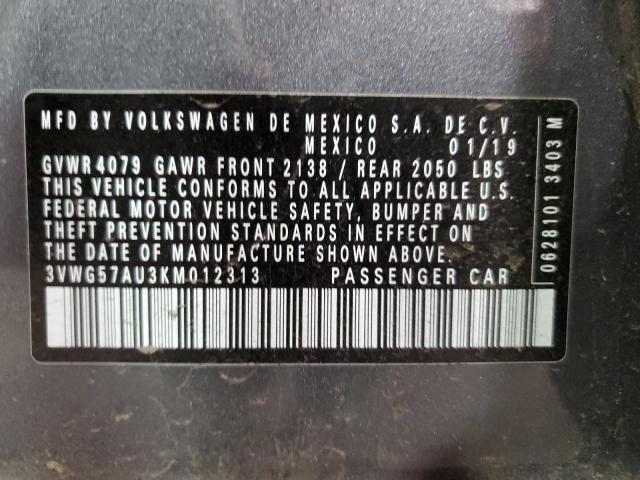 MFD BY VOLKSWAGEN DE MEXICO S.A. DE C.V.
MEXICO 01/19
GVWR 4079 GAWR FRONT 2138 / REAR 2050 LBS
THIS VEHICLE CONFORMS TO ALL APPLICABLE U.S.
FEDERAL MOTOR VEHICLE SAFETY, BUMPER AND
THEFT PREVENTION STANDARDS IN EFFECT ON
THE DATE OF MANUFACTURE SHOWN ABOVE.
3VWG57AU3KM012313 PASSENGER CAR
0628101 3403 M